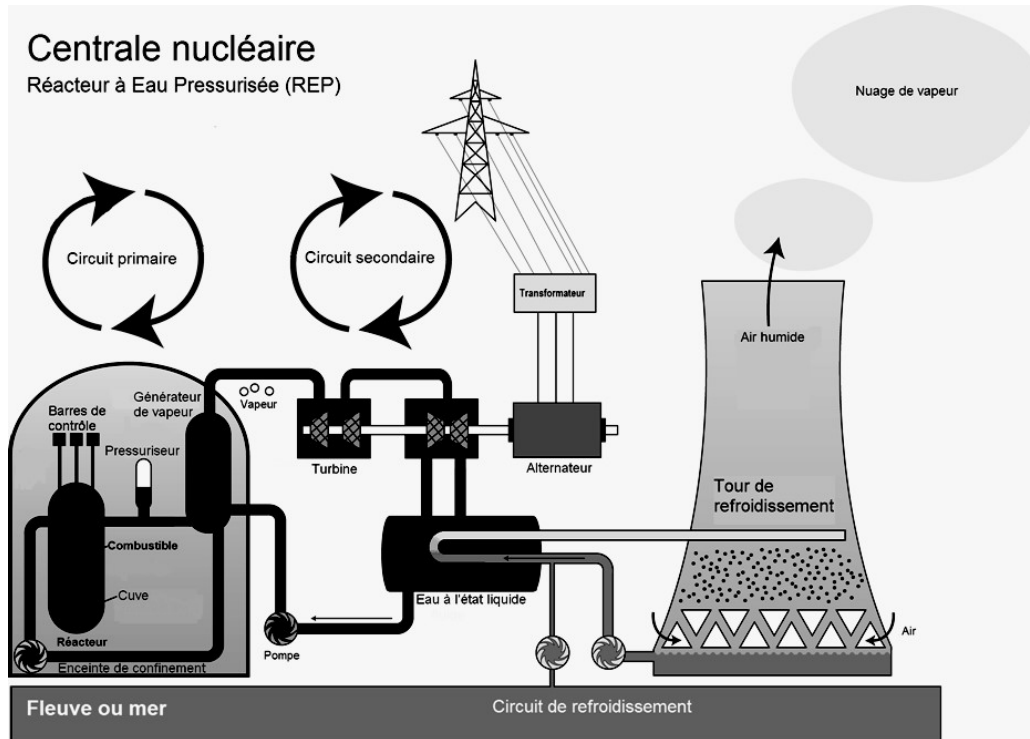 Centrale nucléaire
Réacteur à Eau Pressurisée (REP)
Nuage de vapeur
Circuit primaire
Circuit secondaire
Transformateur
Air humide
Générateur
de vapeur
Vapeur
Barres de
contrôle
Pressuriseur
Turbine
Alternateur
Tour de
refroidissement
Combustible
Cuve
Eau à l'état liquide
Réacteur
Pompe
Air
Enceinte de confinement
Fleuve ou mer
Circuit de refroidissement